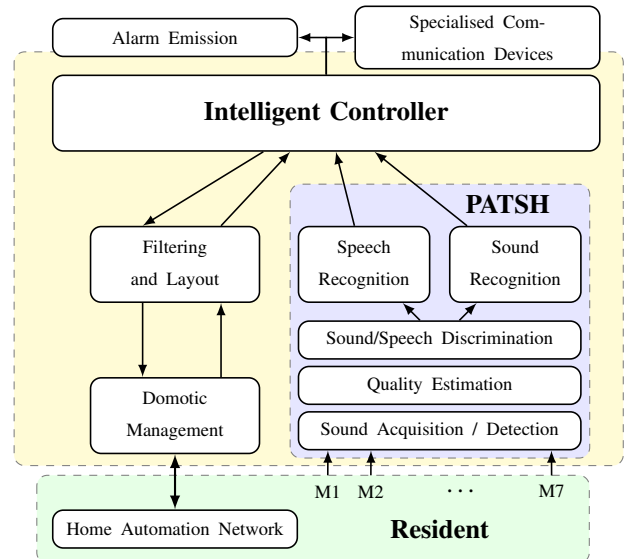 Alarm Emission
Specialised Com-
munication Devices
Intelligent Controller
PATSH
Filtering
and Layout
Speech
Recognition
Sound
Recognition
Sound/Speech Discrimination
Quality Estimation
Domotic
Management
Sound Acquisition / Detection
M1 M2 ··· M7
Home Automation Network
Resident